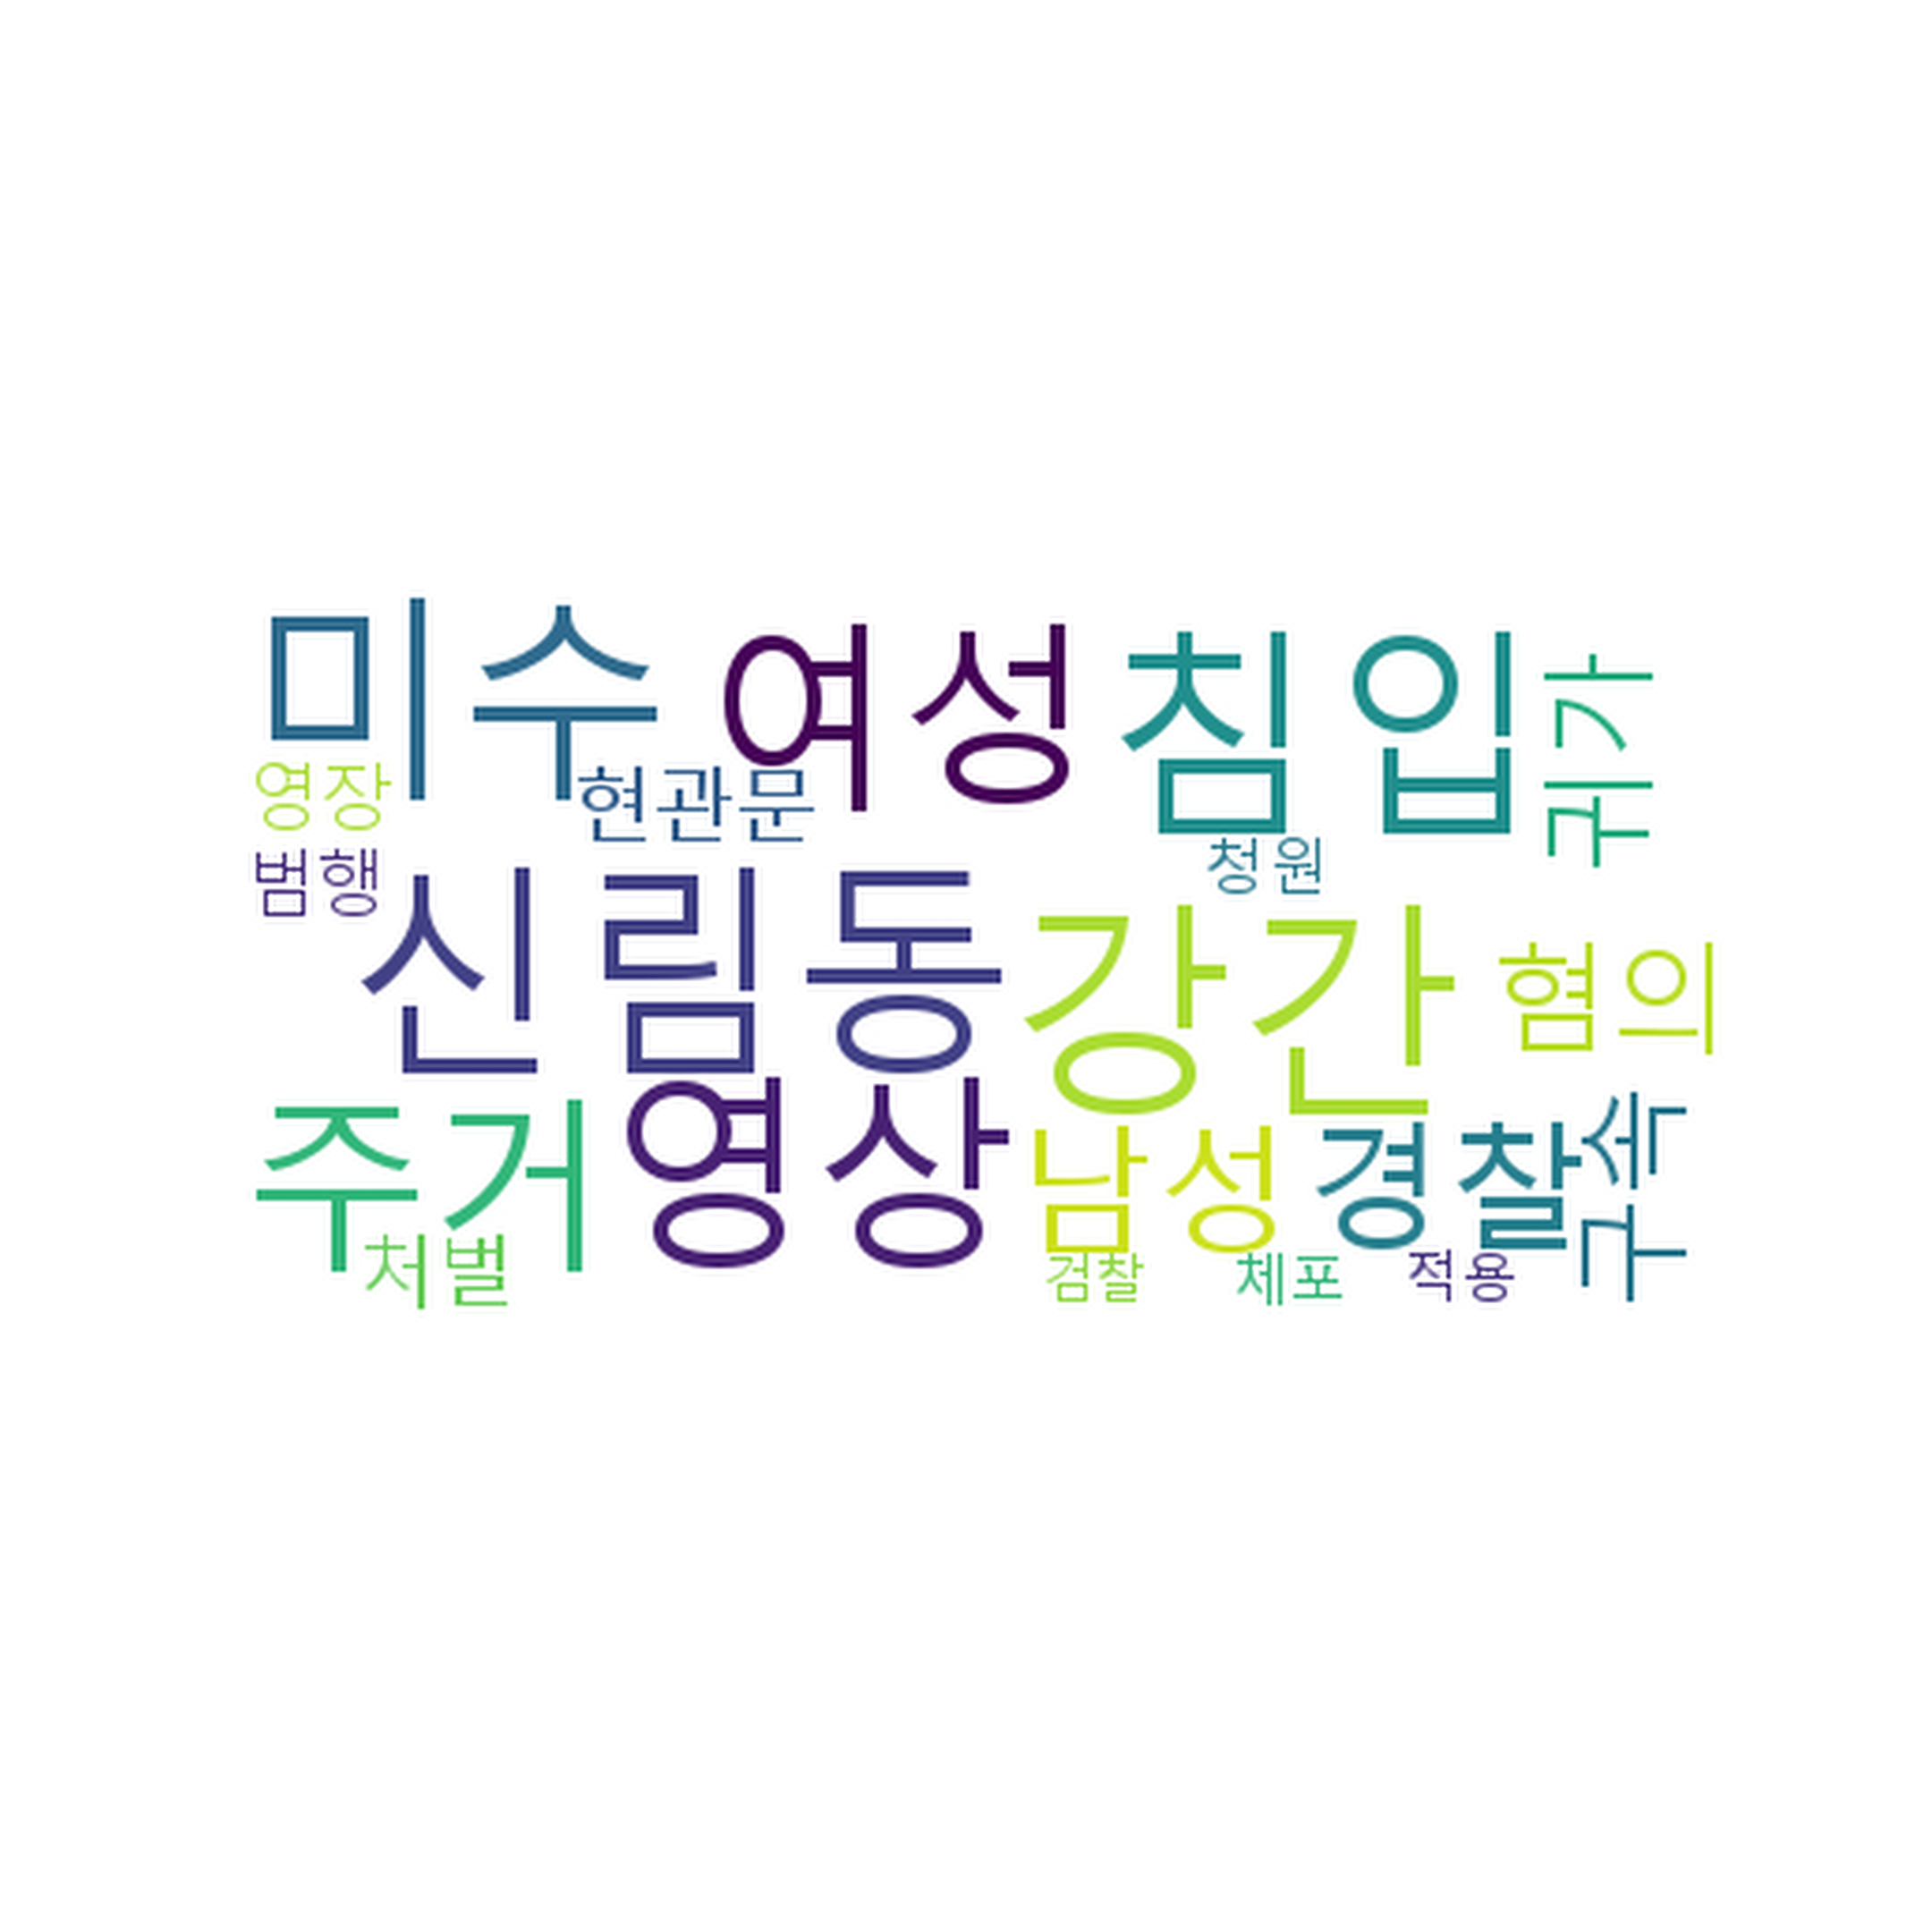 미수 여성 침입 귀가
영장 현관문
범행 청원
신림동 강간 혐의
주거 영상 남성 경찰 구속
처벌 검찰 체포 적용